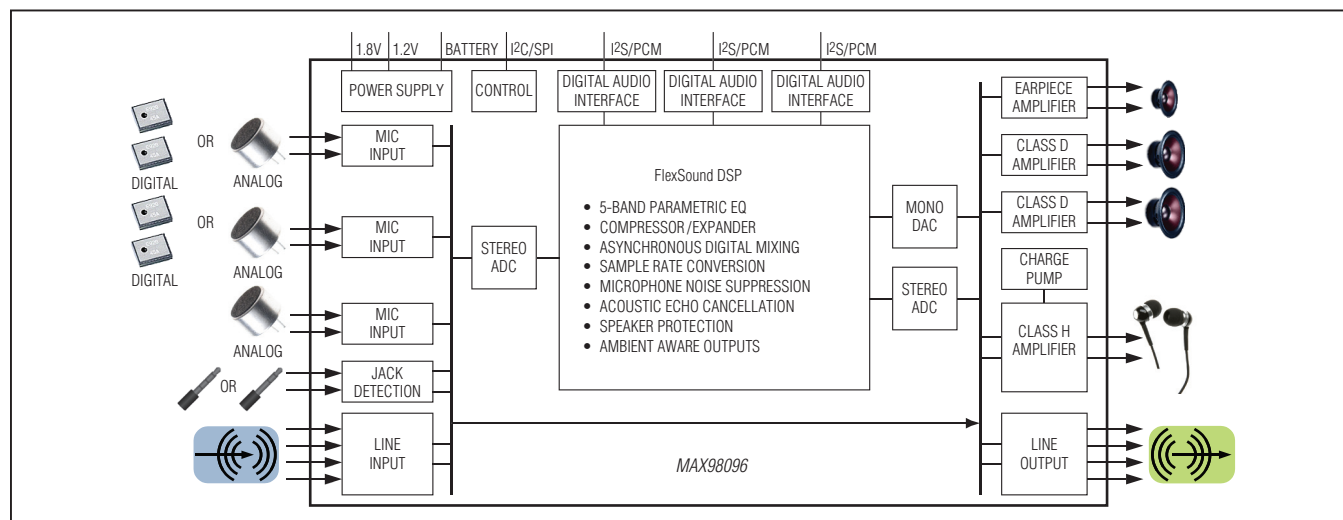 1.8V
1.2V
BATTERY
I²C/SPI
I²S/PCM
I²S/PCM
I²S/PCM
POWER SUPPLY
CONTROL
DIGITAL AUDIO
INTERFACE
DIGITAL AUDIO
INTERFACE
DIGITAL AUDIO
INTERFACE
OR
DIGITAL
ANALOG
MIC
INPUT
OR
DIGITAL
ANALOG
MIC
INPUT
ANALOG
MIC
INPUT
OR
JACK
DETECTION
LINE
INPUT
STEREO
ADC
FlexSound DSP
• 5-BAND PARAMETRIC EQ
• COMPRESSOR/EXPANDER
• ASYNCHRONOUS DIGITAL MIXING
• SAMPLE RATE CONVERSION
• MICROPHONE NOISE SUPPRESSION
• ACOUSTIC ECHO CANCELLATION
• SPEAKER PROTECTION
• AMBIENT AWARE OUTPUTS
MONO
DAC
STEREO
ADC
EARPIECE
AMPLIFIER
CLASS D
AMPLIFIER
CLASS D
AMPLIFIER
CHARGE
PUMP
CLASS H
AMPLIFIER
LINE
OUTPUT
MAX98096